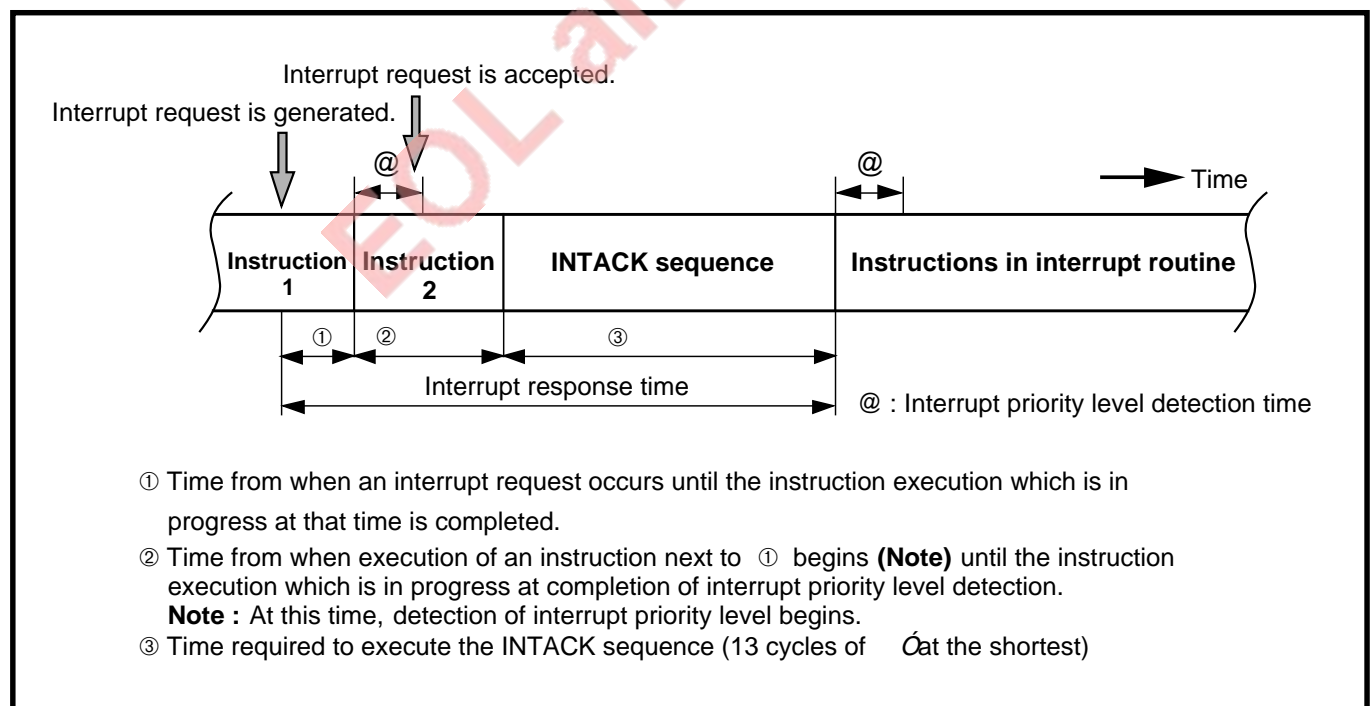 EOL an
Interrupt request is accepted.
Interrupt request is generated.
@ @
Time
Instruction 1
Instruction 2
INTACK sequence
Instructions in interrupt routine
① ② ③
Interrupt response time
@ : Interrupt priority level detection time
① Time from when an interrupt request occurs until the instruction execution which is in
progress at that time is completed.
② Time from when execution of an instruction next to ① begins (Note) until the instruction
execution which is in progress at completion of interrupt priority level detection.
Note : At this time, detection of interrupt priority level begins.
③ Time required to execute the INTACK sequence (13 cycles of Óat the shortest)